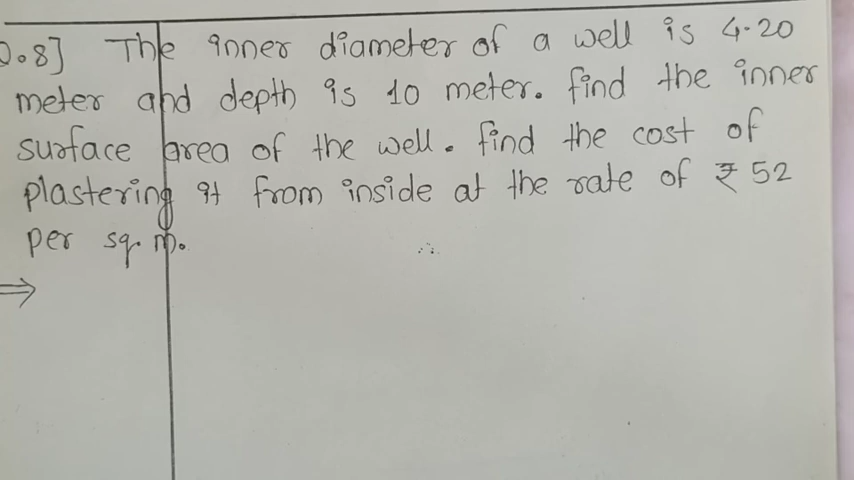 Q.8] The inner diameter of a well is 4.20
meter and depth is 10 meter. find the inner
surface area of the well. find the cost of
plastering it from inside at the rate of ₹ 52
per sq. m.
∴
⇒